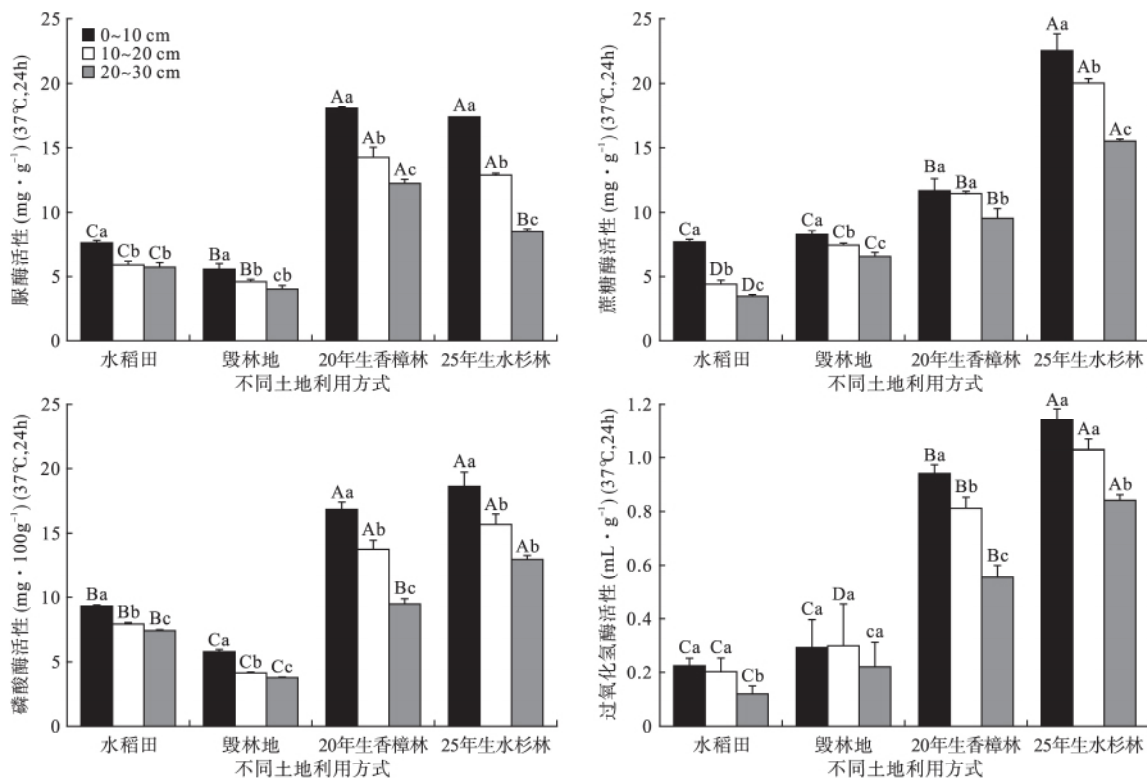 25
20
15
10
5
0
脲酶活性 (mg·g⁻¹) (37℃,24h)
0~10 cm
10~20 cm
20~30 cm
Ca Cb Cb Ba Bb cb Aa Ab Ac Aa Ab Bc
水稻田 毁林地 20年生香樟林 25年生水杉林
不同土地利用方式
25
20
15
10
5
0
蔗糖酶活性 (mg·g⁻¹) (37℃,24h)
Ca Db Dc Ca Cb Cc Ba Ba Bb Aa Ab Ac
水稻田 毁林地 20年生香樟林 25年生水杉林
不同土地利用方式
25
20
15
10
5
0
磷酸酶活性 (mg·100g⁻¹) (37℃,24h)
Ba Bb Bc Ca Cb Cc Aa Ab Bc Aa Ab Ab
水稻田 毁林地 20年生香樟林 25年生水杉林
不同土地利用方式
1.2
1.0
0.8
0.6
0.4
0.2
0
过氧化氢酶活性 (mL·g⁻¹) (37℃,24h)
Ca Ca Cb Ca Da ca Ba Bb Bc Aa Aa Ab
水稻田 毁林地 20年生香樟林 25年生水杉林
不同土地利用方式